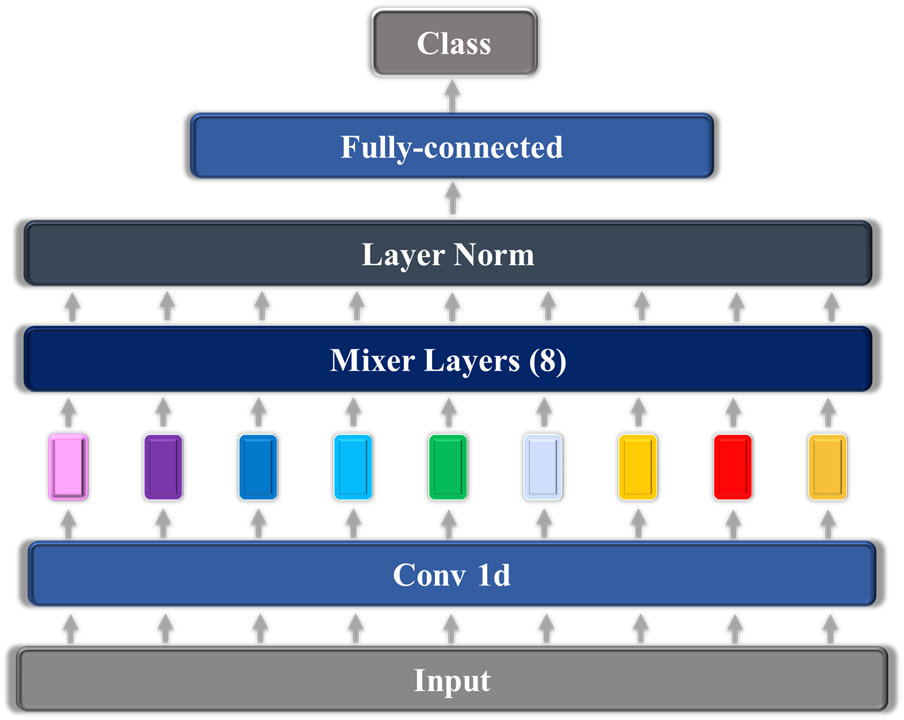 Class
Fully-connected
Layer Norm
Mixer Layers (8)
Conv 1d
Input